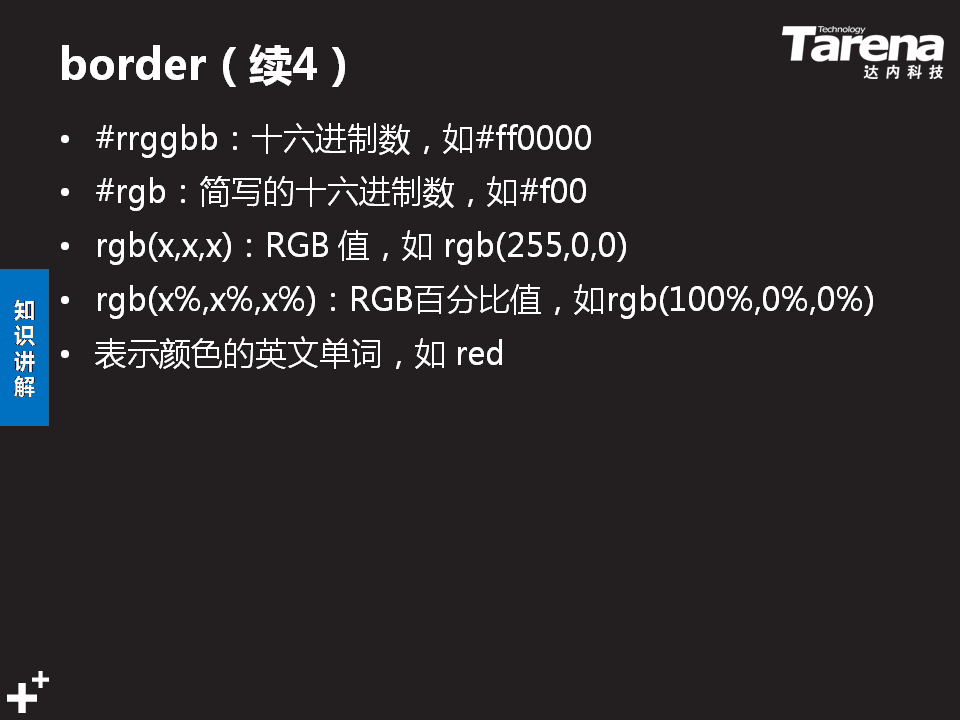 border（续4）
Technology
Tarena
达内科技
• #rrggbb：十六进制数，如#ff0000
• #rgb：简写的十六进制数，如#f00
• rgb(x,x,x)：RGB 值，如 rgb(255,0,0)
• rgb(x%,x%,x%)：RGB百分比值，如rgb(100%,0%,0%)
• 表示颜色的英文单词，如 red
知识讲解